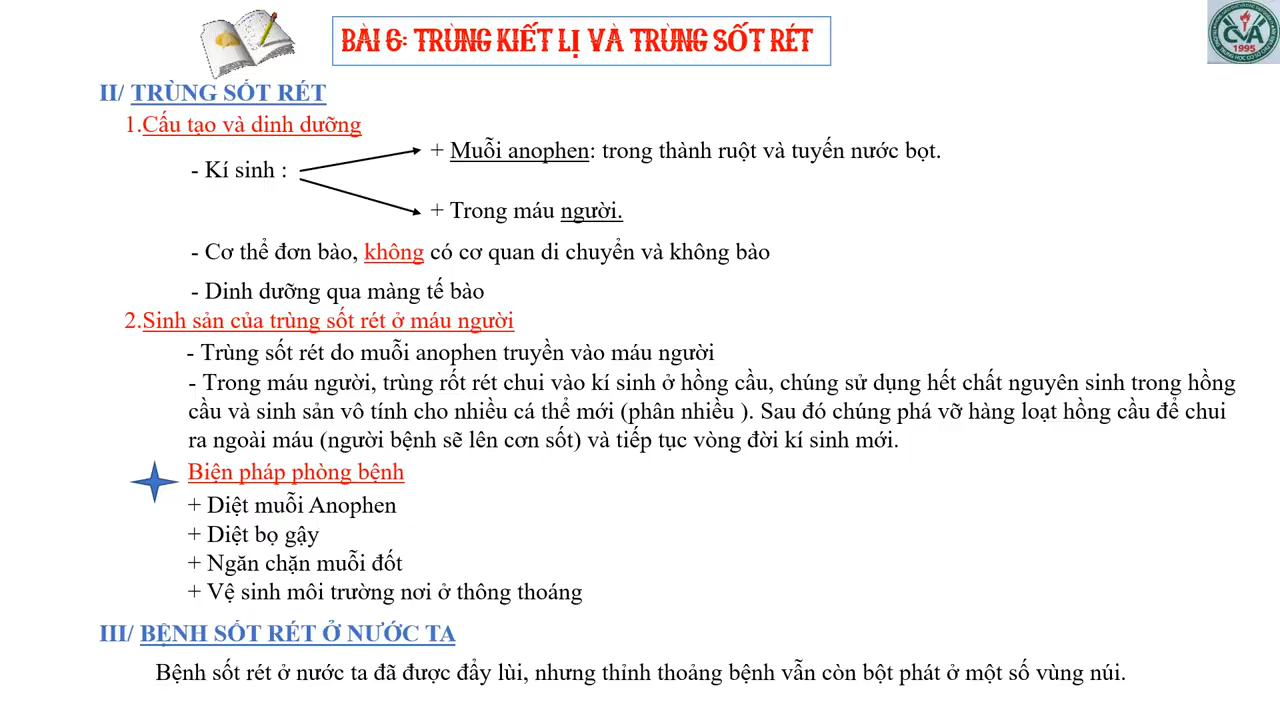 BÀI 6: TRÙNG KIẾT LỊ VÀ TRÙNG SỐT RÉT
CVA
1995
II/ TRÙNG SỐT RÉT
1.Cấu tạo và dinh dưỡng
+ Muỗi anophen: trong thành ruột và tuyến nước bọt.
- Kí sinh :
+ Trong máu người.
- Cơ thể đơn bào, không có cơ quan di chuyển và không bào
- Dinh dưỡng qua màng tế bào
2.Sinh sản của trùng sốt rét ở máu người
- Trùng sốt rét do muỗi anophen truyền vào máu người
- Trong máu người, trùng rốt rét chui vào kí sinh ở hồng cầu, chúng sử dụng hết chất nguyên sinh trong hồng
cầu và sinh sản vô tính cho nhiều cá thể mới (phân nhiều ). Sau đó chúng phá vỡ hàng loạt hồng cầu để chui
ra ngoài máu (người bệnh sẽ lên cơn sốt) và tiếp tục vòng đời kí sinh mới.
Biện pháp phòng bệnh
+ Diệt muỗi Anophen
+ Diệt bọ gậy
+ Ngăn chặn muỗi đốt
+ Vệ sinh môi trường nơi ở thông thoáng
III/ BỆNH SỐT RÉT Ở NƯỚC TA
Bệnh sốt rét ở nước ta đã được đẩy lùi, nhưng thỉnh thoảng bệnh vẫn còn bột phát ở một số vùng núi.